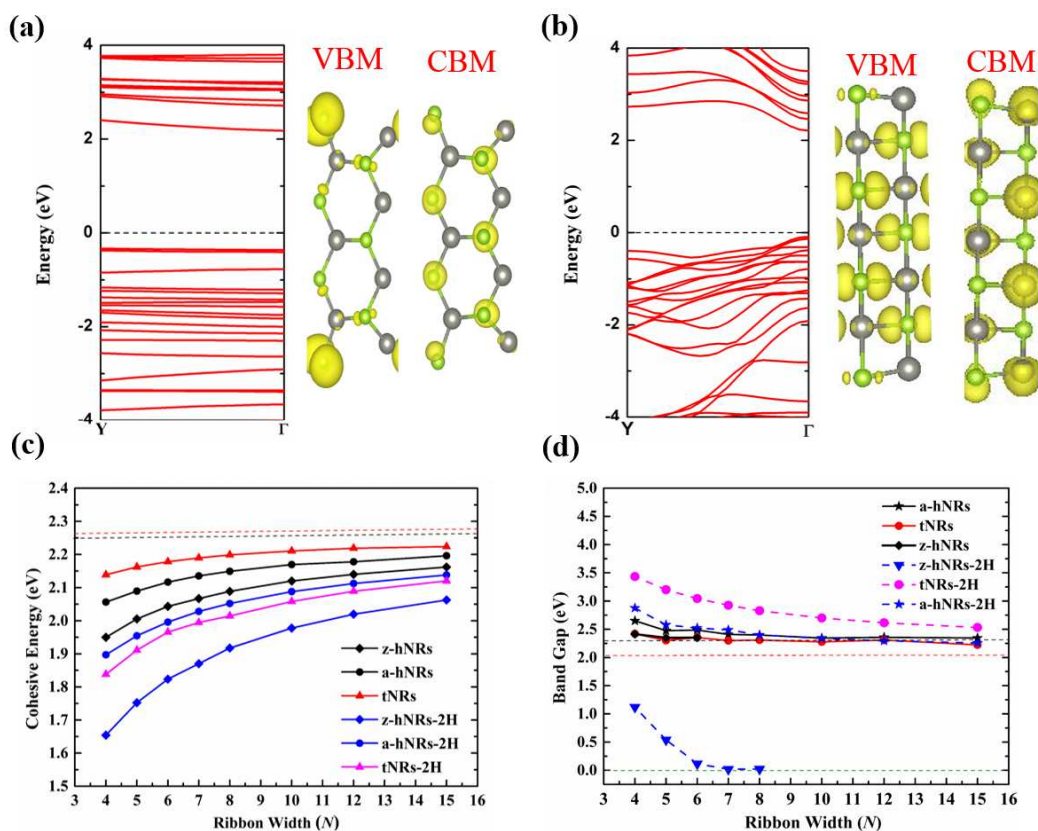 (a)
VBM
CBM
Energy (eV)
4
2
0
-2
-4
Y
Γ
(b)
VBM
CBM
Energy (eV)
4
2
0
-2
-4
Y
Γ
(c)
Cohesive Energy (eV)
2.4
2.3
2.2
2.1
2.0
1.9
1.8
1.7
1.6
1.5
z-hNRs
a-hNRs
tNRs
z-hNRs-2H
a-hNRs-2H
tNRs-2H
3 4 5 6 7 8 9 10 11 12 13 14 15 16
Ribbon Width (N)
(d)
Band Gap (eV)
5.0
4.5
4.0
3.5
3.0
2.5
2.0
1.5
1.0
0.5
0.0
a-hNRs
tNRs
z-hNRs
z-hNRs-2H
tNRs-2H
a-hNRs-2H
3 4 5 6 7 8 9 10 11 12 13 14 15 16
Ribbon Width (N)